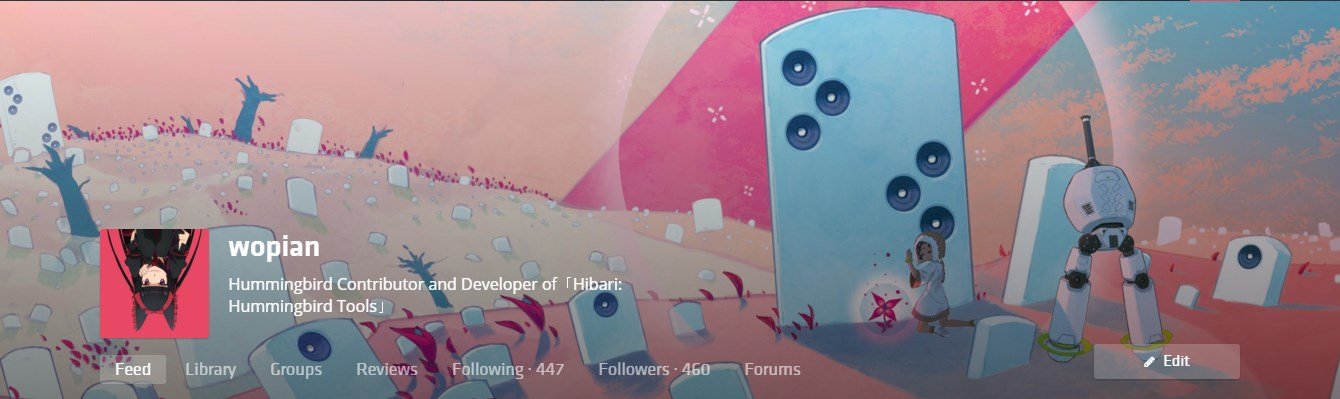 wopian
Hummingbird Contributor and Developer of「Hibari:
Hummingbird Tools」
Feed Library Groups Reviews Following · 447 Followers · 460 Forums Edit